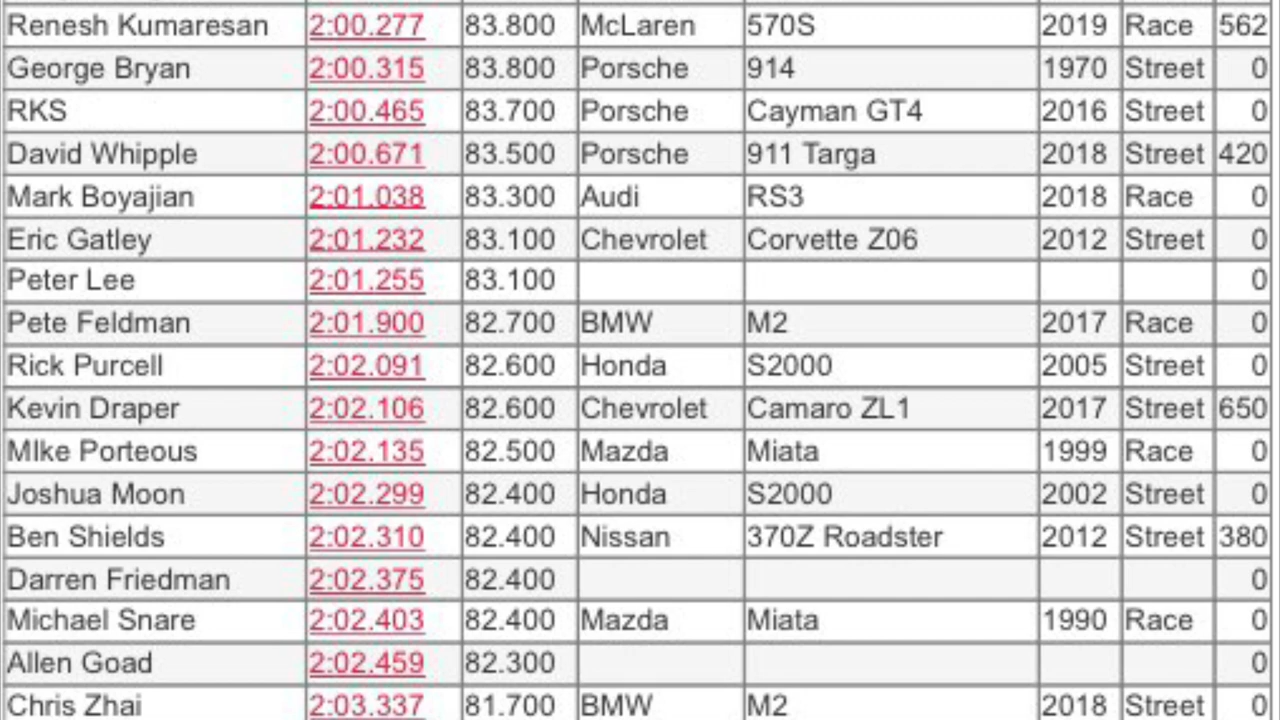 Renesh Kumaresan 2:00.277 83.800 McLaren 570S 2019 Race 562
George Bryan 2:00.315 83.800 Porsche 914 1970 Street 0
RKS 2:00.465 83.700 Porsche Cayman GT4 2016 Street 0
David Whipple 2:00.671 83.500 Porsche 911 Targa 2018 Street 420
Mark Boyajian 2:01.038 83.300 Audi RS3 2018 Race 0
Eric Gatley 2:01.232 83.100 Chevrolet Corvette Z06 2012 Street 0
Peter Lee 2:01.255 83.100 0
Pete Feldman 2:01.900 82.700 BMW M2 2017 Race 0
Rick Purcell 2:02.091 82.600 Honda S2000 2005 Street 0
Kevin Draper 2:02.106 82.600 Chevrolet Camaro ZL1 2017 Street 650
MIke Porteous 2:02.135 82.500 Mazda Miata 1999 Race 0
Joshua Moon 2:02.299 82.400 Honda S2000 2002 Street 0
Ben Shields 2:02.310 82.400 Nissan 370Z Roadster 2012 Street 380
Darren Friedman 2:02.375 82.400 0
Michael Snare 2:02.403 82.400 Mazda Miata 1990 Race 0
Allen Goad 2:02.459 82.300 0
Chris Zhai 2:03.337 81.700 BMW M2 2018 Street 0